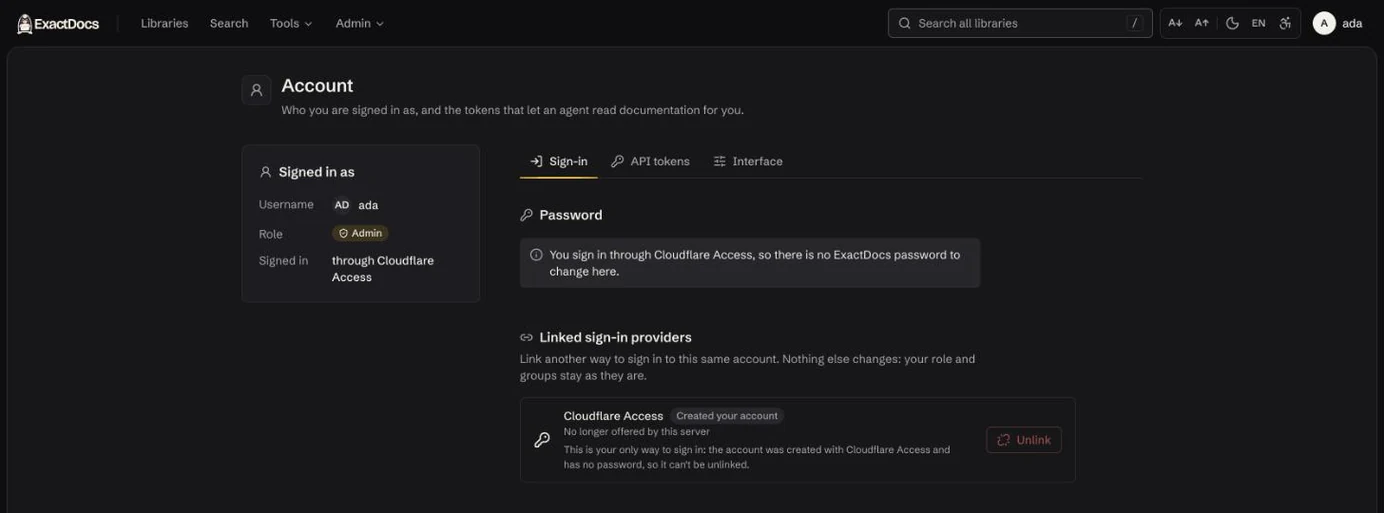 ExactDocs
Libraries
Search
Tools
Admin
Search all libraries
/
A↓
A↑
EN
A
ada
Account
Who you are signed in as, and the tokens that let an agent read documentation for you.
Signed in as
Username AD ada
Role Admin
Signed in through Cloudflare
Access
Sign-in
API tokens
Interface
Password
You sign in through Cloudflare Access, so there is no ExactDocs password to
change here.
Linked sign-in providers
Link another way to sign in to this same account. Nothing else changes: your role and
groups stay as they are.
Cloudflare Access Created your account
No longer offered by this server
This is your only way to sign in: the account was created with Cloudflare Access and
has no password, so it can't be unlinked.
Unlink